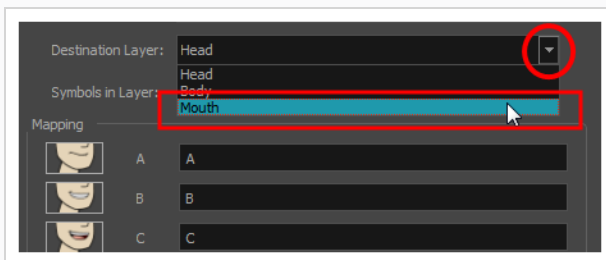 Destination Layer: Head
Head
Symbols in Layer: Body
Mouth
Mapping
A A
B B
C C